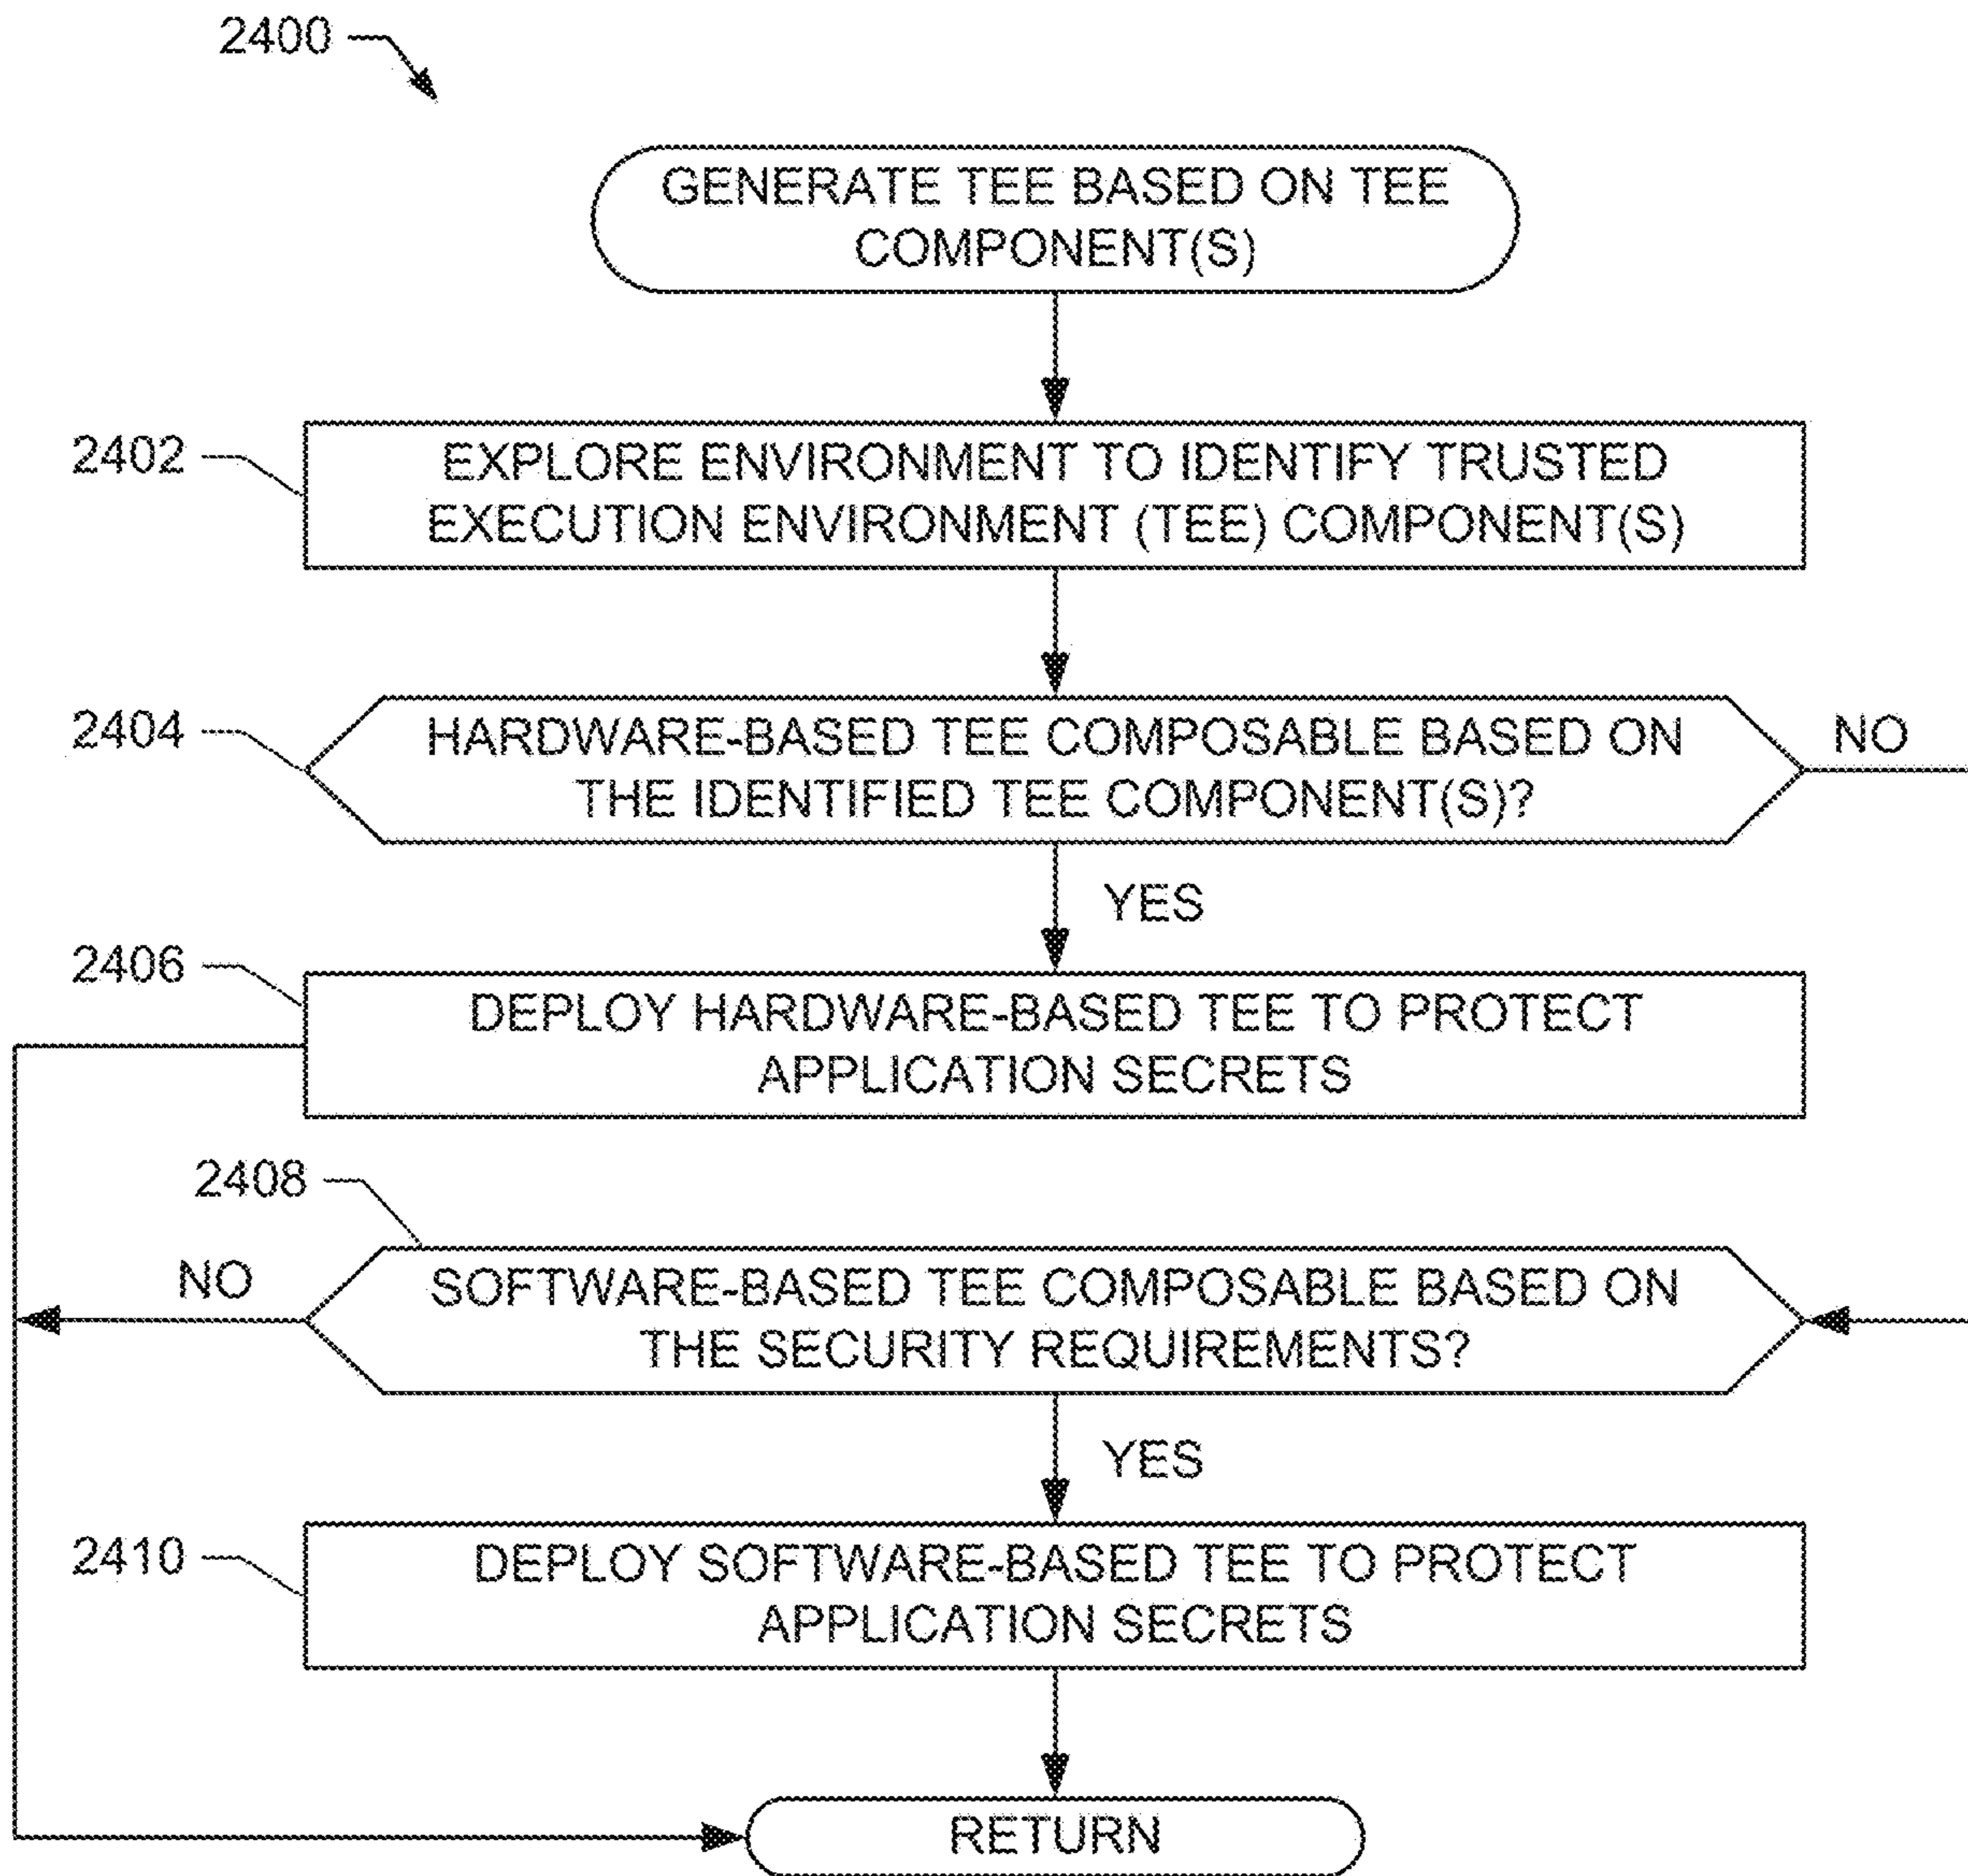 2400
GENERATE TEE BASED ON TEE
COMPONENT(S)
2402
EXPLORE ENVIRONMENT TO IDENTIFY TRUSTED
EXECUTION ENVIRONMENT (TEE) COMPONENT(S)
2404
HARDWARE-BASED TEE COMPOSABLE BASED ON
THE IDENTIFIED TEE COMPONENT(S)?
NO
YES
2406
DEPLOY HARDWARE-BASED TEE TO PROTECT
APPLICATION SECRETS
2408
NO
SOFTWARE-BASED TEE COMPOSABLE BASED ON
THE SECURITY REQUIREMENTS?
YES
2410
DEPLOY SOFTWARE-BASED TEE TO PROTECT
APPLICATION SECRETS
RETURN